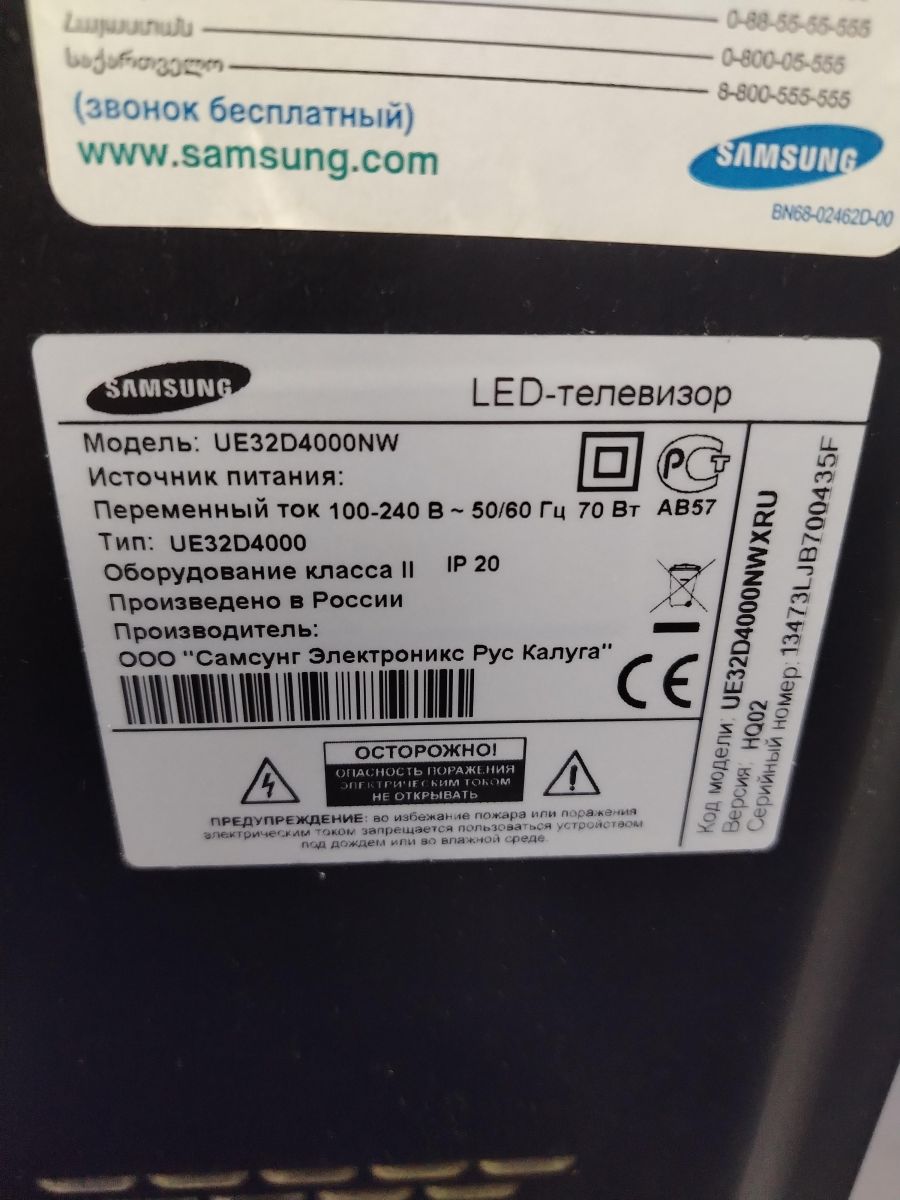 0-88-55-55-555
Հայաստան 0-800-05-555
საქართველო 8-800-555-555
(звонок бесплатный)
www.samsung.com
SAMSUNG
BN68-02462D-00
SAMSUNG
LED-телевизор
Модель: UE32D4000NW
Источник питания:
Переменный ток 100-240 В ~ 50/60 Гц 70 Вт
АВ57
Тип: UE32D4000
Оборудование класса II IP 20
Произведено в России
Производитель:
ООО "Самсунг Электроникс Рус Калуга"
CE
ОСТОРОЖНО!
ОПАСНОСТЬ ПОРАЖЕНИЯ
ЭЛЕКТРИЧЕСКИМ ТОКОМ
НЕ ОТКРЫВАТЬ
ПРЕДУПРЕЖДЕНИЕ: во избежание пожара или поражения
электрическим током запрещается пользоваться устройством
под дождем или во влажной среде.
Код модели: UE32D4000NWXRU
Версия: HQ02
Серийный номер: 13473LJB700435F